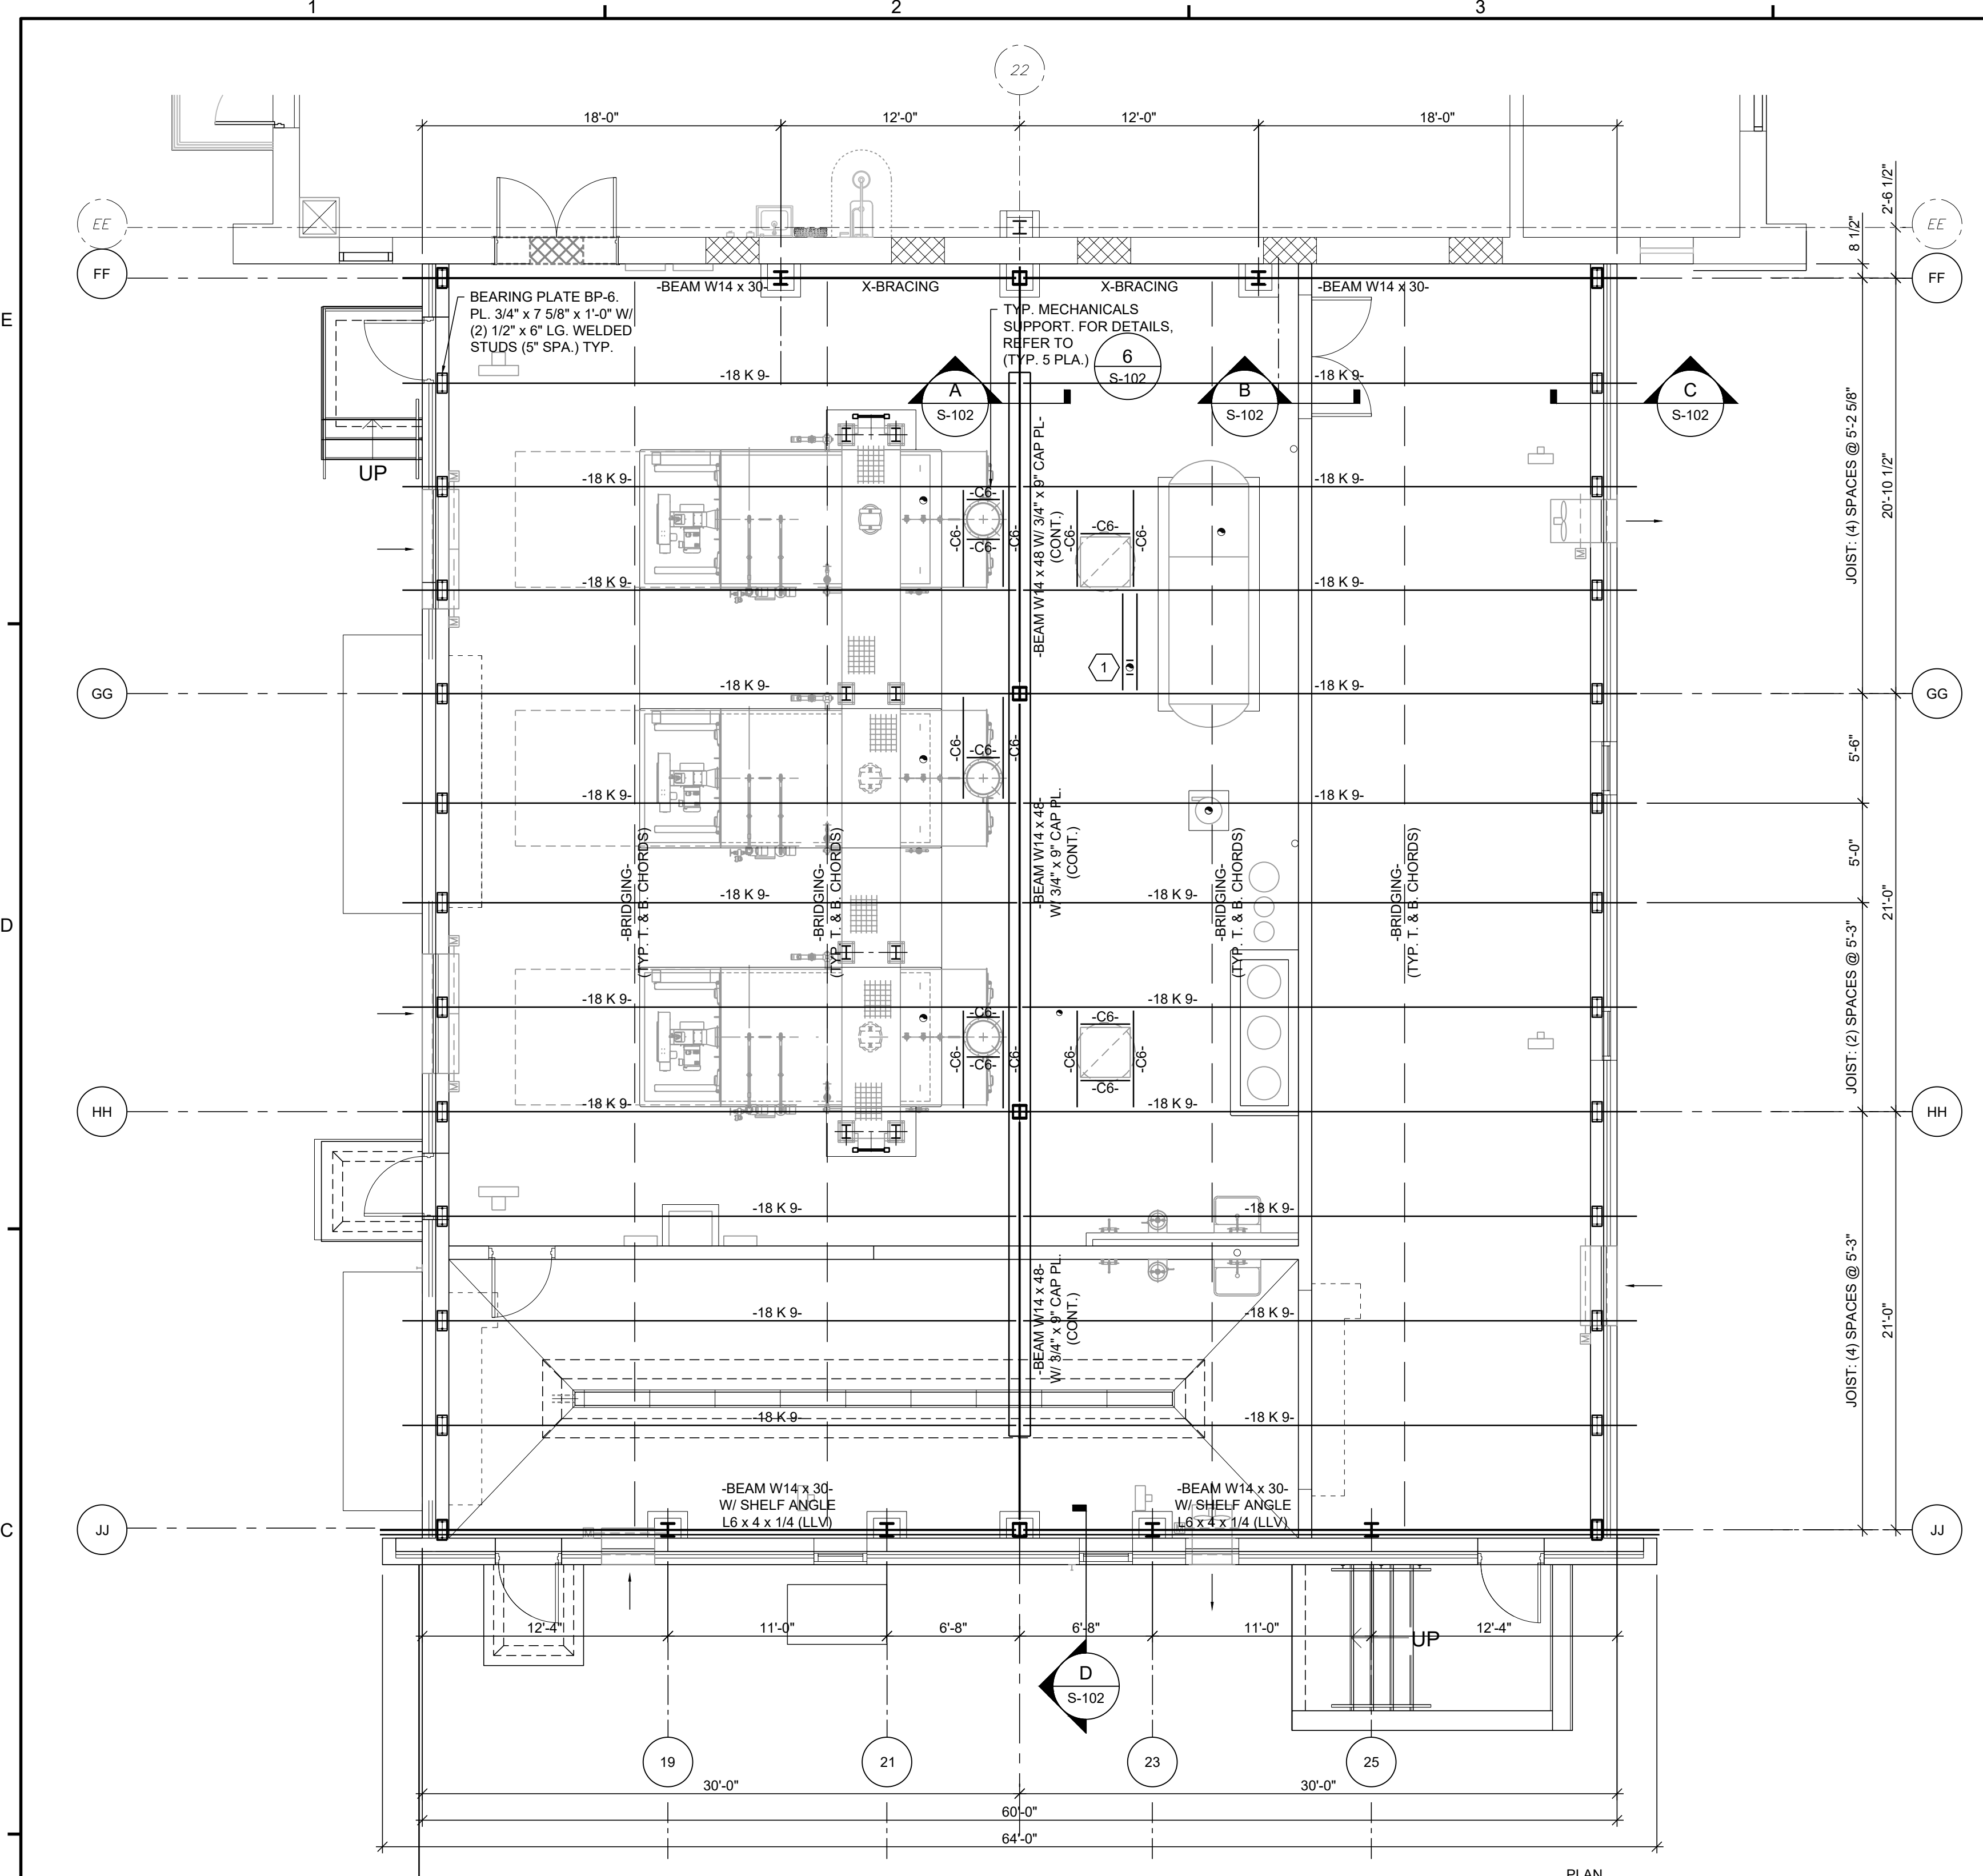 1
2
3
22
18'-0"
12'-0"
12'-0"
18'-0"
2'-6 1/2"
8 1/2"
EE
EE
FF
FF
-BEAM W14 x 30-
X-BRACING
X-BRACING
-BEAM W14 x 30-
BEARING PLATE BP-6.
PL. 3/4" x 7 5/8" x 1'-0" W/
(2) 1/2" x 6" LG. WELDED
STUDS (5" SPA.) TYP.
TYP. MECHANICALS
SUPPORT. FOR DETAILS,
REFER TO
(TYP. 5 PLA.)
6
S-102
E
-18 K 9-
-18 K 9-
A
S-102
B
S-102
C
S-102
UP
M
-18 K 9-
-18 K 9-
-C6-
-C6-
-C6-
-C6-
-C6-
-C6-
-C6-
-BEAM W14 x 48 W/ 3/4" x 9" CAP PL-
(CONT.)
M
JOIST: (4) SPACES @ 5'-2 5/8"
20'-10 1/2"
-18 K 9-
-18 K 9-
M
1
GG
-18 K 9-
-18 K 9-
GG
-C6-
-C6-
-C6-
5'-6"
-18 K 9-
-18 K 9-
-BRIDGING-
(TYP. T. & B. CHORDS)
-BRIDGING-
(TYP. T. & B. CHORDS)
-BEAM W14 x 48-
W/ 3/4" x 9" CAP PL.
(CONT.)
-BRIDGING-
(TYP. T. & B. CHORDS)
-BRIDGING-
(TYP. T. & B. CHORDS)
5'-0"
D
-18 K 9-
-18 K 9-
21'-0"
M
-18 K 9-
-18 K 9-
-C6-
-C6-
-C6-
-C6-
-C6-
-C6-
-C6-
-C6-
JOIST: (2) SPACES @ 5'-3"
M
HH
-18 K 9-
-18 K 9-
HH
-18 K 9-
-18 K 9-
-BEAM W14 x 48-
W/ 3/4" x 9" CAP PL.
(CONT.)
JOIST: (4) SPACES @ 5'-3"
21'-0"
-18 K 9-
-18 K 9-
M
-18 K 9-
-18 K 9-
-BEAM W14 x 30-
W/ SHELF ANGLE
L6 x 4 x 1/4 (LLV)
-BEAM W14 x 30-
W/ SHELF ANGLE
L6 x 4 x 1/4 (LLV)
C
JJ
M
JJ
12'-4"
11'-0"
6'-8"
6'-8"
11'-0"
UP
12'-4"
D
S-102
19
21
23
25
30'-0"
30'-0"
60'-0"
64'-0"
PLAN